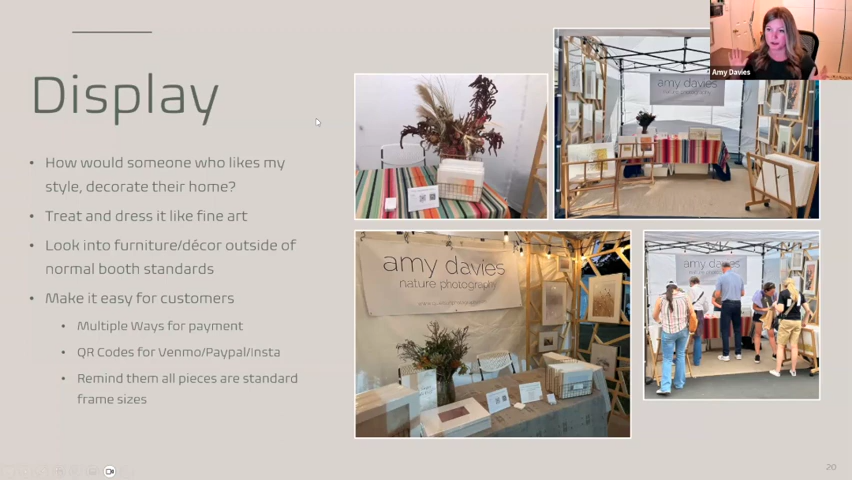 Display
• How would someone who likes my
style, decorate their home?
• Treat and dress it like fine art
• Look into furniture/décor outside of
normal booth standards
• Make it easy for customers
• Multiple Ways for payment
• QR Codes for Venmo/Paypal/Insta
• Remind them all pieces are standard
frame sizes
Amy Davies
amy davies
nature photography
amy davies
nature photography
amy davies
20